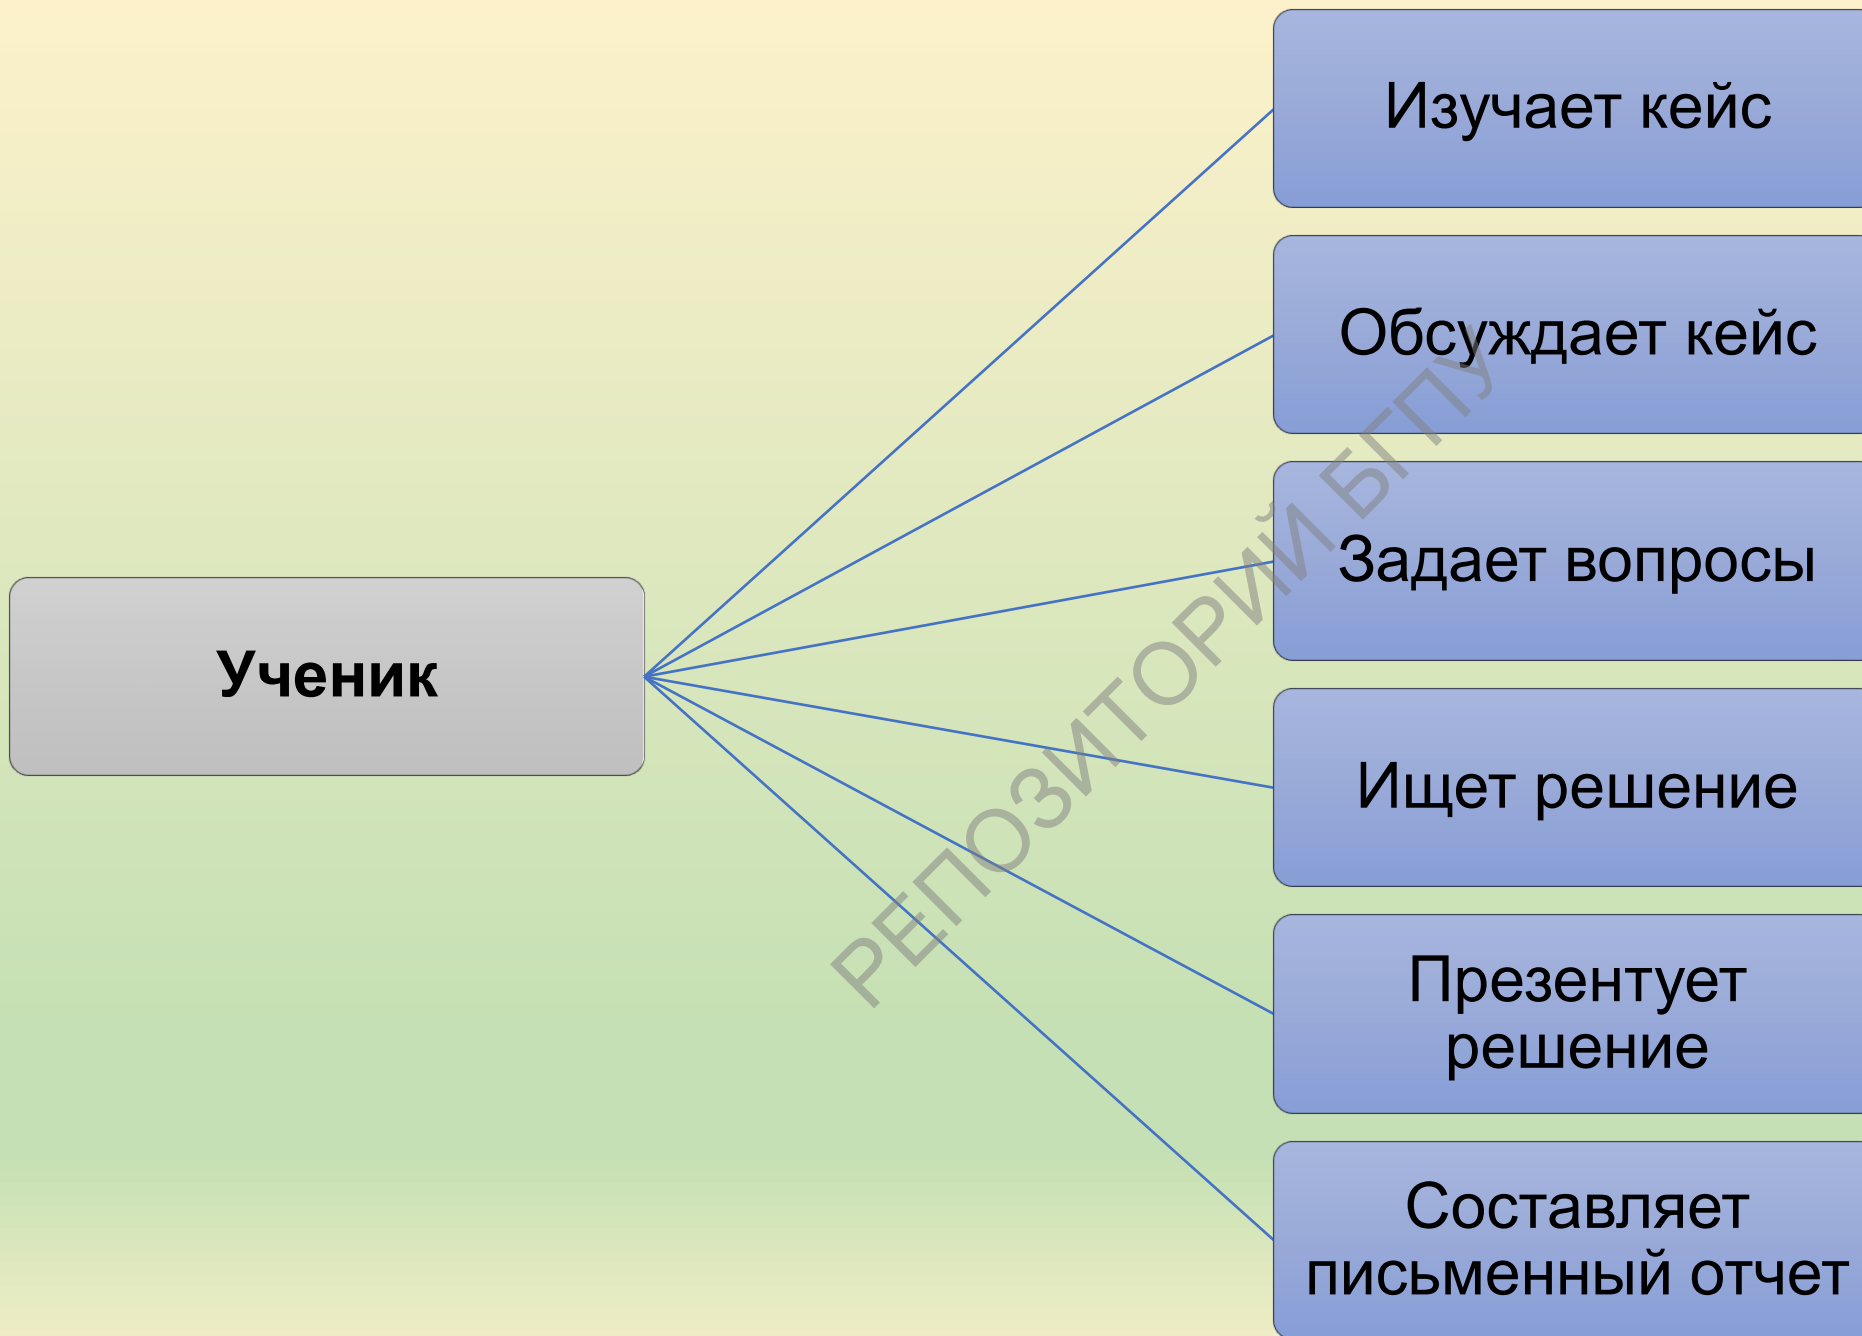 Изучает кейс
Обсуждает кейс
Задает вопросы
Ученик
Ищет решение
Презентует
решение
Составляет
письменный отчет
РЕПОЗИТОРИЙ БГПУ